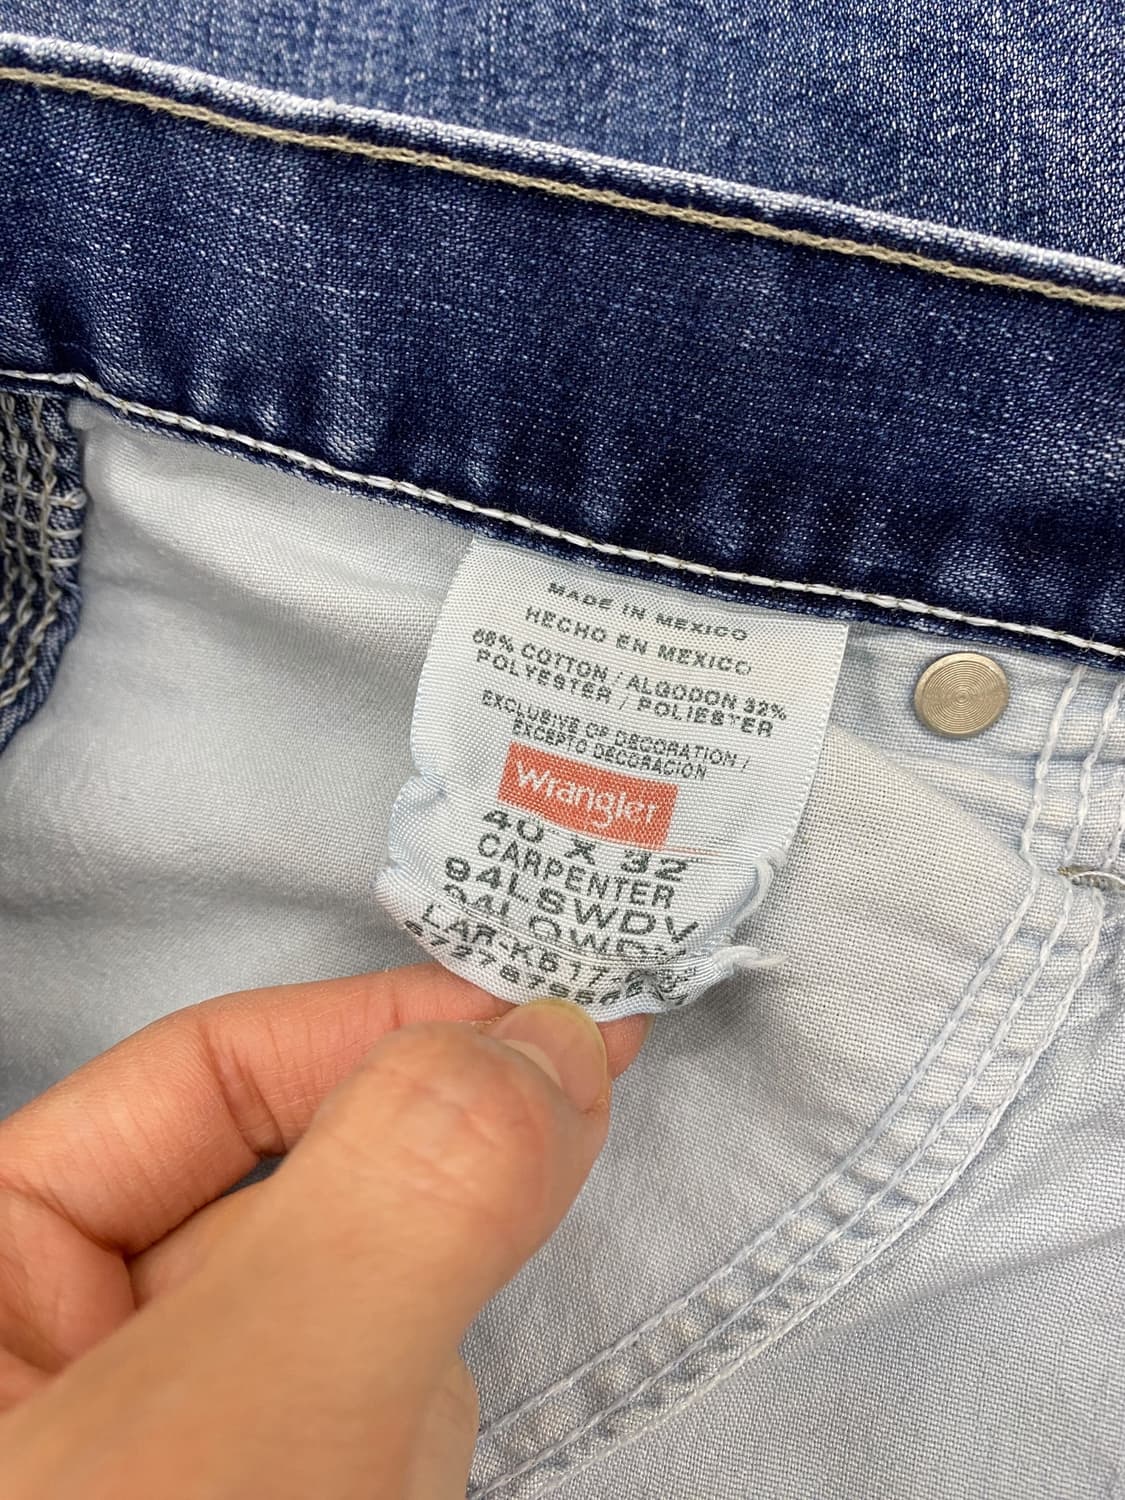 MADE IN MEXICO
HECHO EN MEXICO
68% COTTON / ALGODON 32%
POLYESTER / POLIESTER
EXCLUSIVE OF DECORATION /
EXCEPTO DECORACION
Wrangler
40 X 32
CARPENTER
94LSWDV